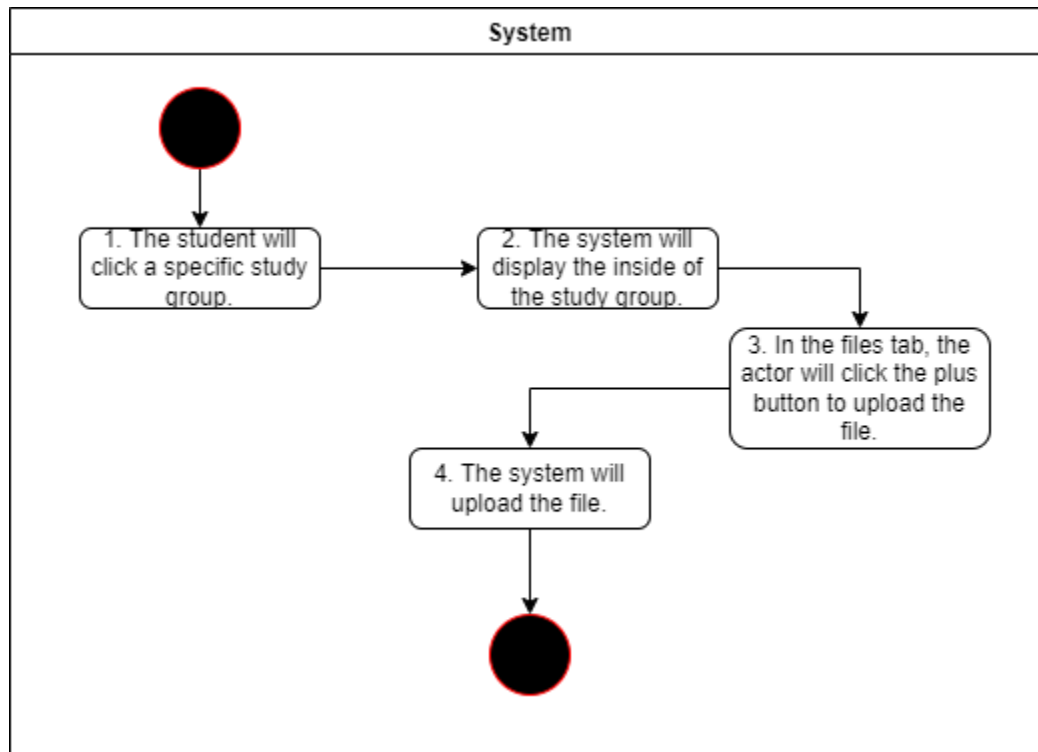 System
1. The student will
click a specific study
group.
2. The system will
display the inside of
the study group.
3. In the files tab, the
actor will click the plus
button to upload the
file.
4. The system will
upload the file.